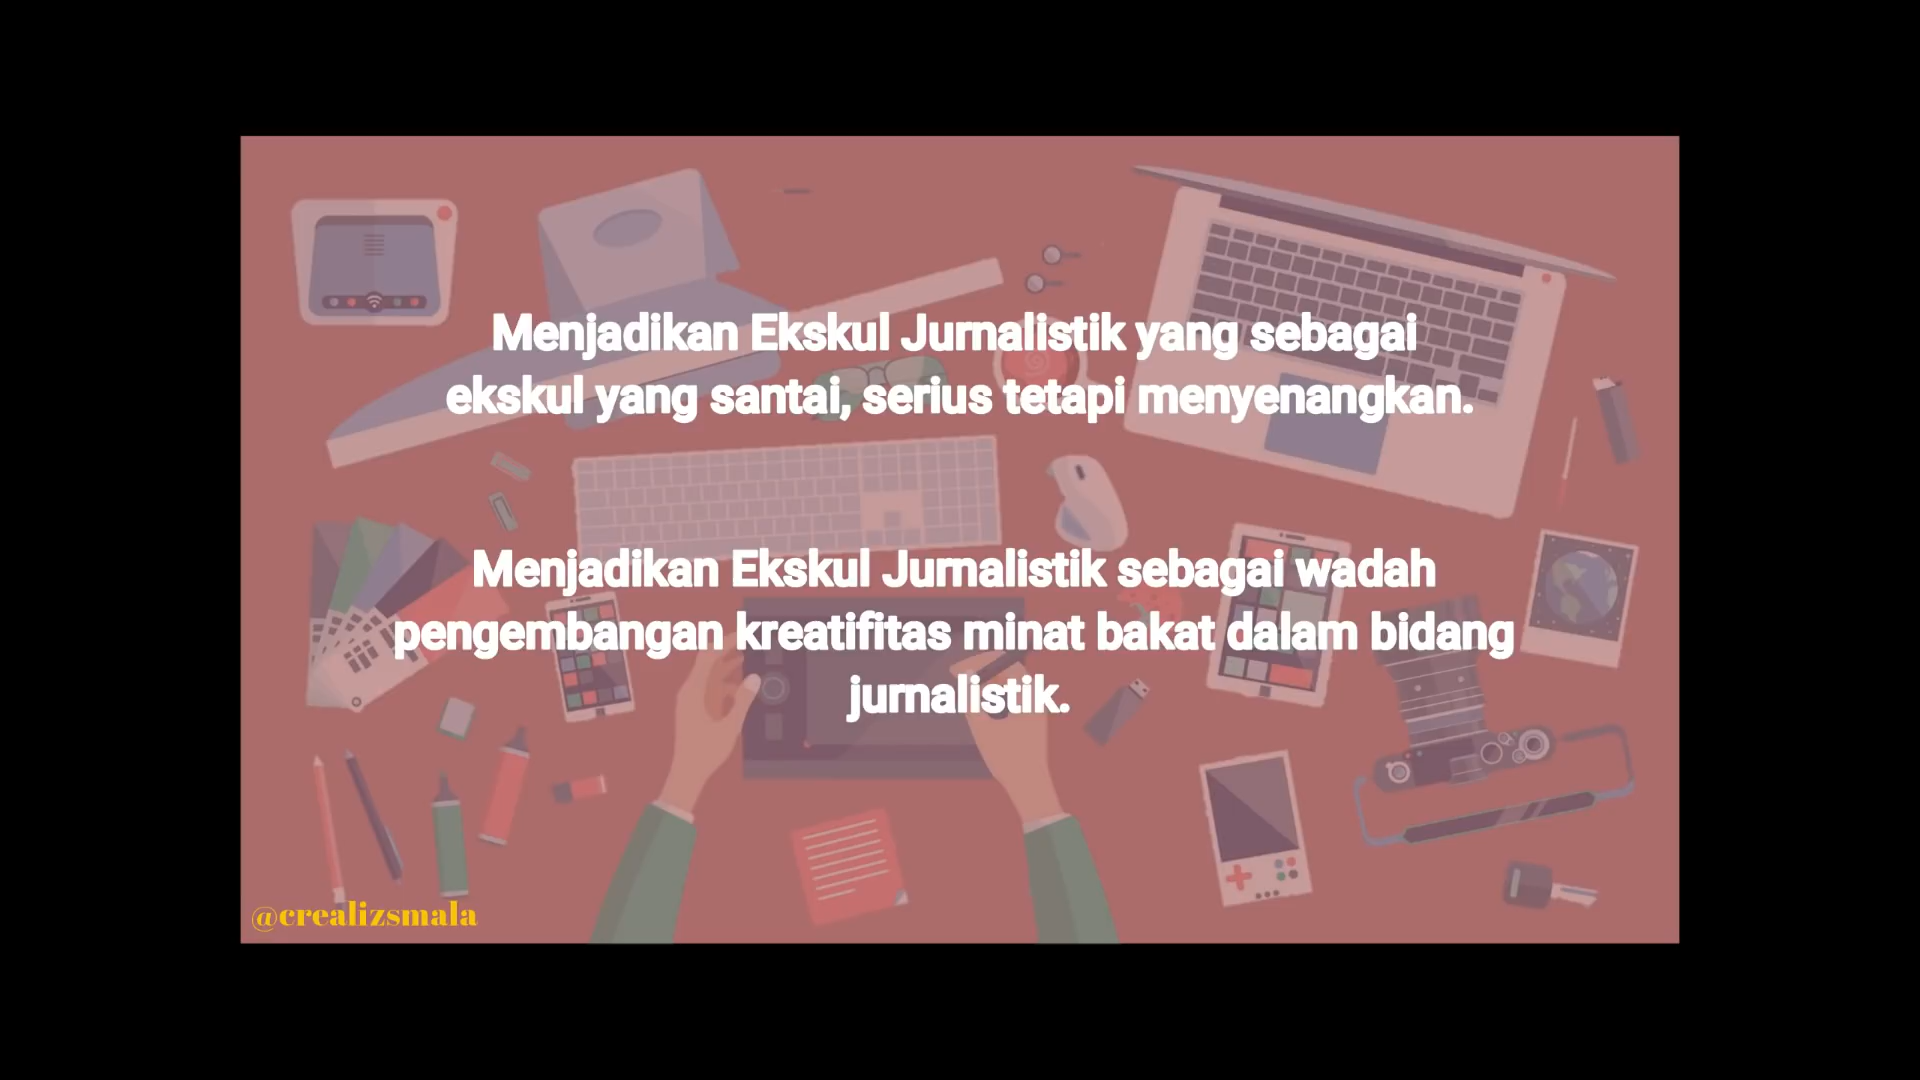 Menjadikan Ekskul Jurnalistik yang sebagai
ekskul yang santai, serius tetapi menyenangkan.
Menjadikan Ekskul Jurnalistik sebagai wadah
pengembangan kreatifitas minat bakat dalam bidang
jurnalistik.
@crealizsmala